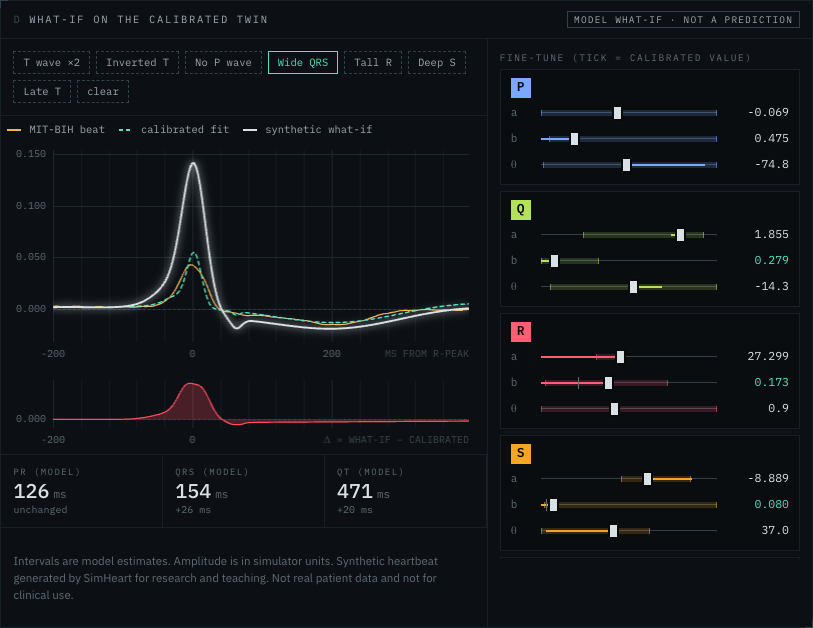 D WHAT-IF ON THE CALIBRATED TWIN
MODEL WHAT-IF · NOT A PREDICTION
T wave ×2 Inverted T No P wave Wide QRS Tall R Deep S
Late T clear
MIT-BIH beat calibrated fit synthetic what-if
0.150
0.100
0.050
0.000
-200 0 200 MS FROM R-PEAK
0.000
-200 0 Δ = WHAT-IF − CALIBRATED
PR (MODEL) QRS (MODEL) QT (MODEL)
126 ms 154 ms 471 ms
unchanged +26 ms +20 ms
Intervals are model estimates. Amplitude is in simulator units. Synthetic heartbeat
generated by SimHeart for research and teaching. Not real patient data and not for
clinical use.
FINE-TUNE (TICK = CALIBRATED VALUE)
P
a -0.069
b 0.475
θ -74.8
Q
a 1.855
b 0.279
θ -14.3
R
a 27.299
b 0.173
θ 0.9
S
a -8.889
b 0.080
θ 37.0